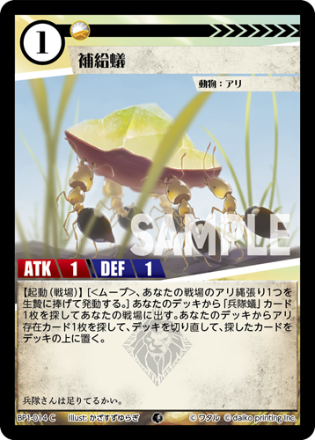 1
補給蟻
動物：アリ
SAMPLE
ATK 1 DEF 1
【起動（戦場）】【<ムーブ>、あなたの戦場のアリ縄張り1つを
生贄に捧げて発動する。】あなたのデッキから「兵隊蟻」カード
1枚を探してあなたの戦場に出す。あなたのデッキからアリ
存在カード1枚を探して、デッキを切り直して、探したカードを
デッキの上に置く。
兵隊さんは足りてるかい。
BP1-014 C Illust: かざすずゆらぎ © ワタル © daiko printing inc.